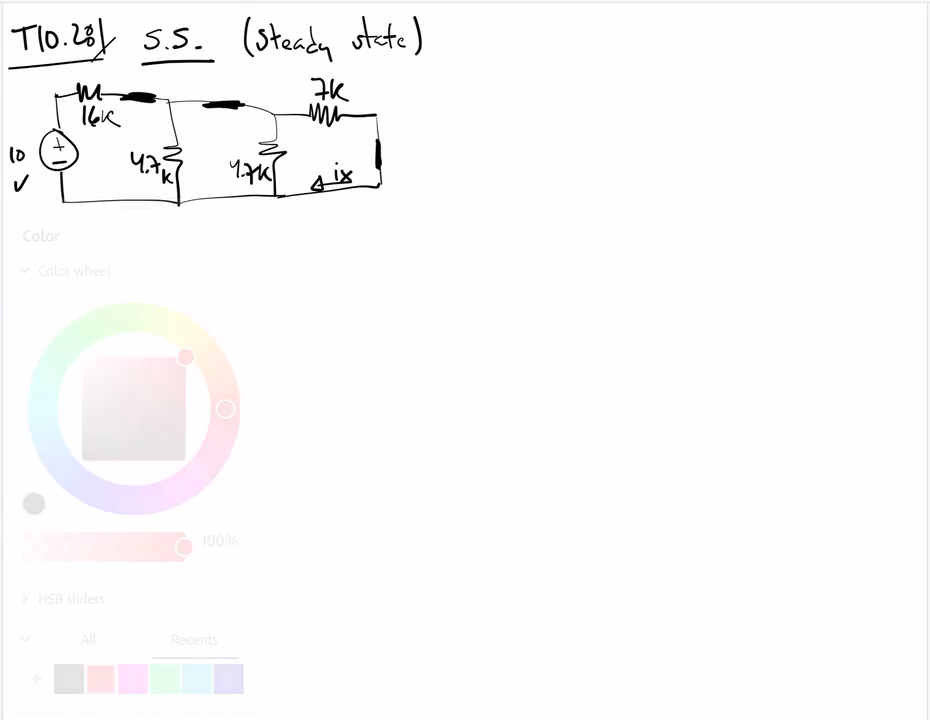 T10.28 S.S. (steady state)
7K
16K
10
V
4.7
K
4.7K
ix
Color
Color wheel
100%
HSB sliders
All Recents
+